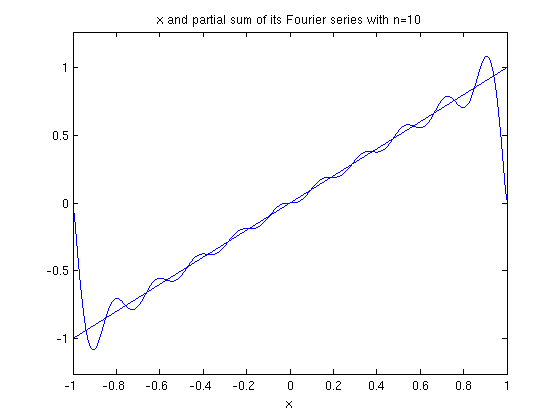 x and partial sum of its Fourier series with n=10
1
0.5
0
-0.5
-1
-1 -0.8 -0.6 -0.4 -0.2 0 0.2 0.4 0.6 0.8 1
x